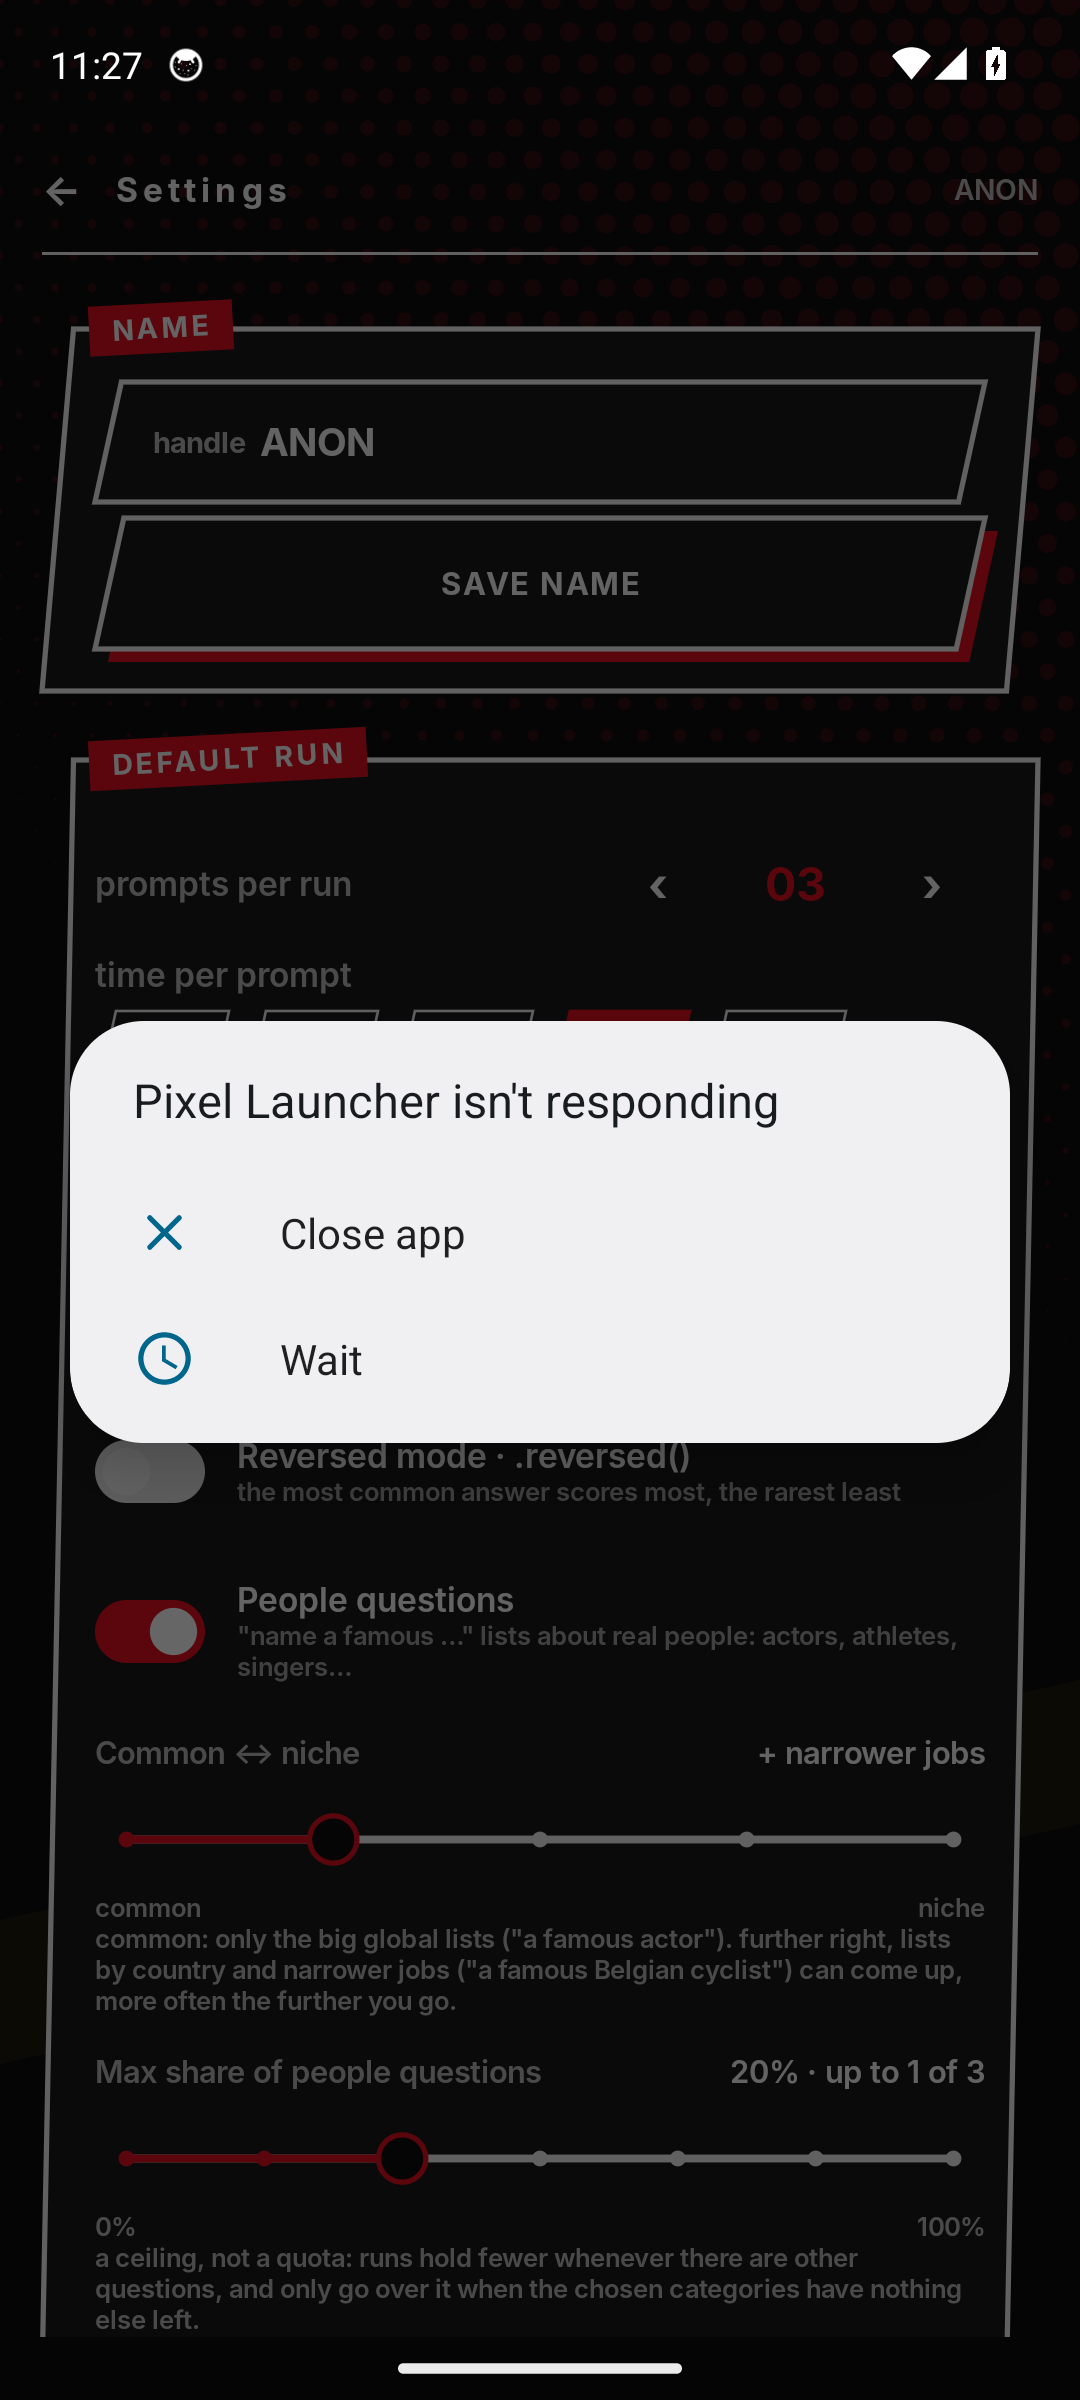 11:27
Settings
ANON
NAME
handle ANON
SAVE NAME
DEFAULT RUN
prompts per run ‹ 03 ›
time per prompt
Pixel Launcher isn't responding
Close app
Wait
Reversed mode · .reversed()
the most common answer scores most, the rarest least
People questions
"name a famous ..." lists about real people: actors, athletes,
singers...
Common ↔ niche + narrower jobs
common niche
common: only the big global lists ("a famous actor"). further right, lists
by country and narrower jobs ("a famous Belgian cyclist") can come up,
more often the further you go.
Max share of people questions 20% · up to 1 of 3
0% 100%
a ceiling, not a quota: runs hold fewer whenever there are other
questions, and only go over it when the chosen categories have nothing
else left.